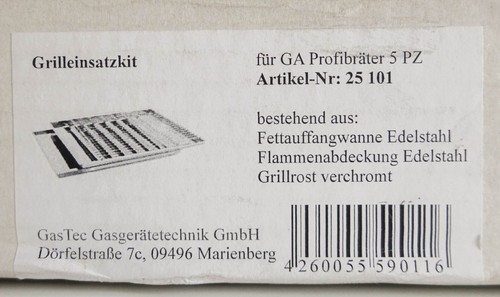 Grilleinsatzkit
für GA Profibräter 5 PZ
Artikel-Nr: 25 101
bestehend aus:
Fettauffangwanne Edelstahl
Flammenabdeckung Edelstahl
Grillrost verchromt
GasTec Gasgerätetechnik GmbH
Dörfelstraße 7c, 09496 Marienberg
4 260055 590116